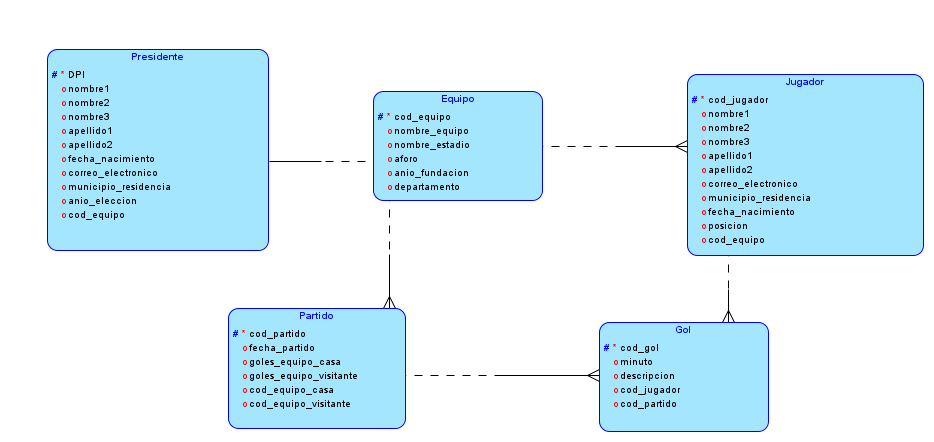 Presidente
# * DPI
o nombre1
o nombre2
o nombre3
o apellido1
o apellido2
o fecha_nacimiento
o correo_electronico
o municipio_residencia
o anio_eleccion
o cod_equipo
Equipo
# * cod_equipo
o nombre_equipo
o nombre_estadio
o aforo
o anio_fundacion
o departamento
Jugador
# * cod_jugador
o nombre1
o nombre2
o nombre3
o apellido1
o apellido2
o correo_electronico
o municipio_residencia
o fecha_nacimiento
o posicion
o cod_equipo
Partido
# * cod_partido
o fecha_partido
o goles_equipo_casa
o goles_equipo_visitante
o cod_equipo_casa
o cod_equipo_visitante
Gol
# * cod_gol
o minuto
o descripcion
o cod_jugador
o cod_partido